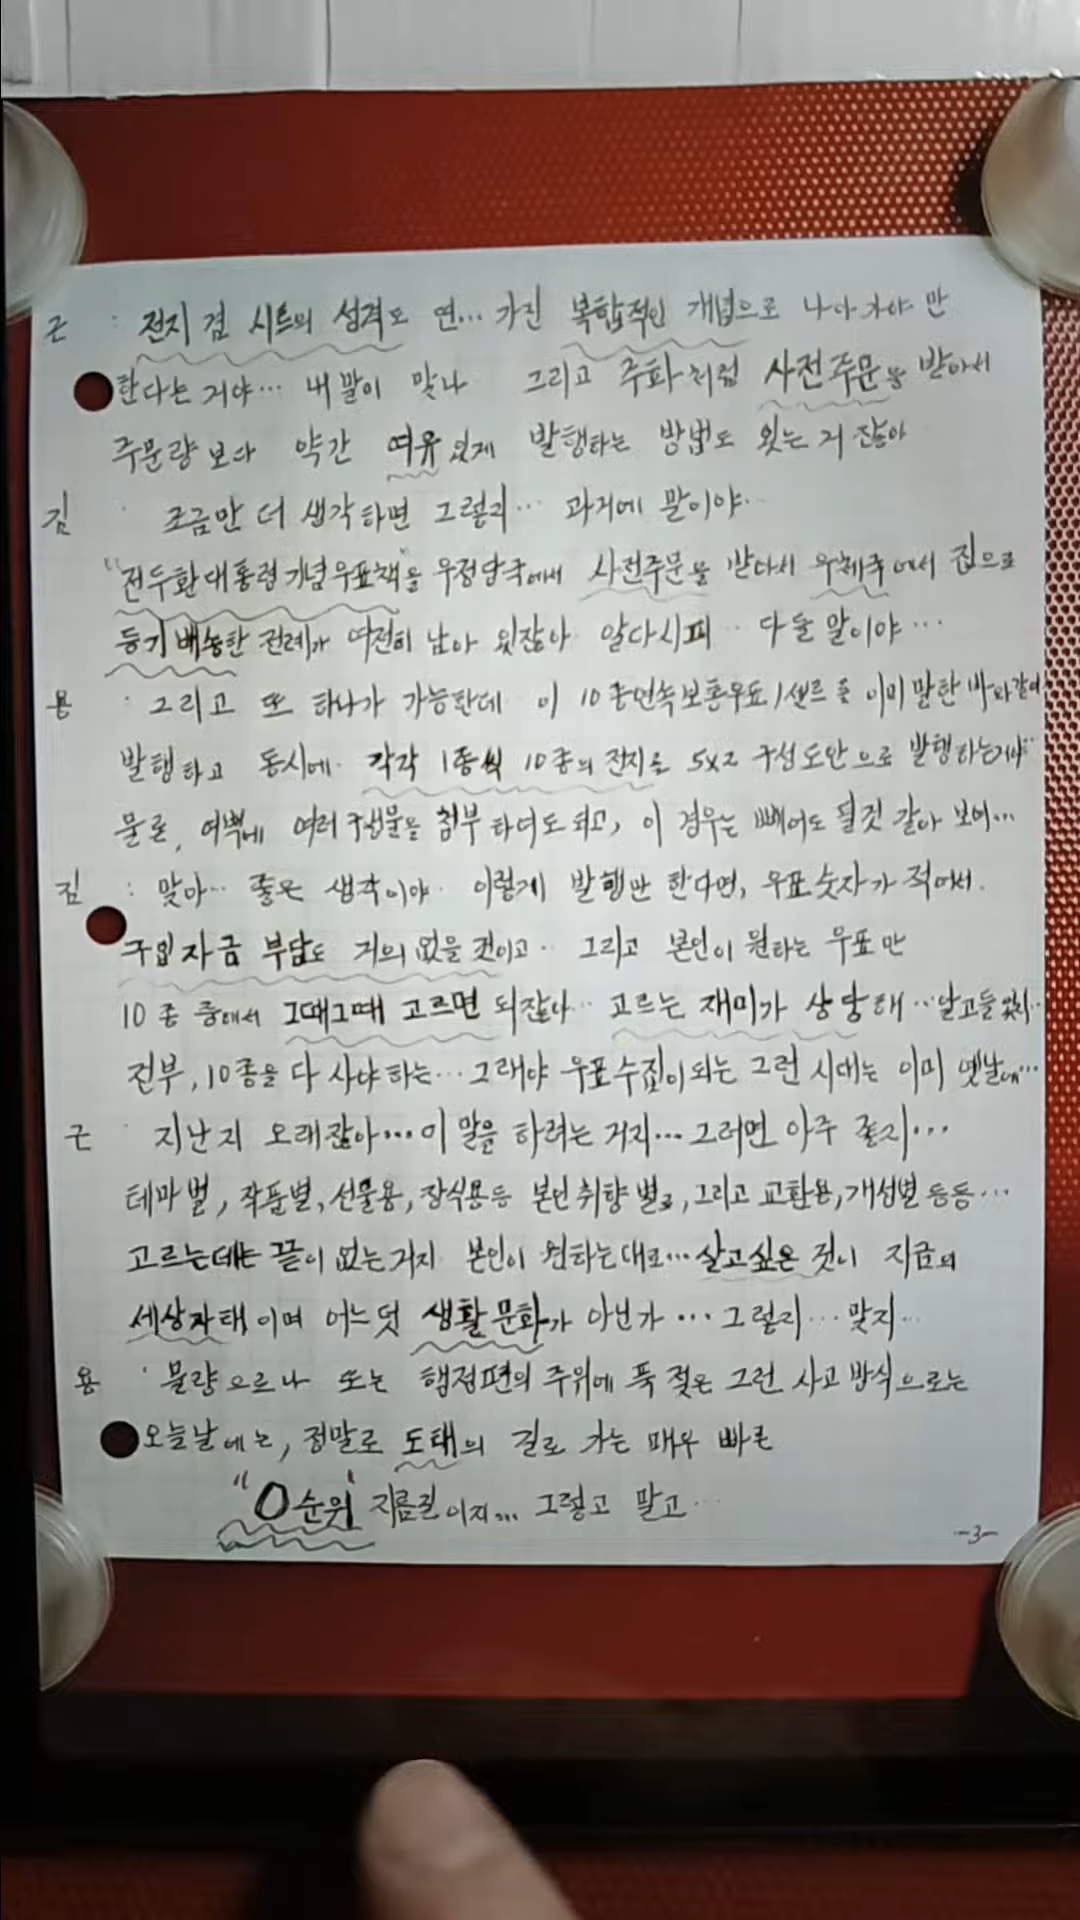 근 : 전지 겸 시트의 성격도 띤... 가진 복합적인 개념으로 나아 가야 만
한다는 거야... 내 말이 맞나 그리고 주화처럼 사전주문을 받아서
주문량보다 약간 여유 있게 발행하는 방법도 있는 거 잖아
김 : 조금만 더 생각하면 그렇지... 과거에 말이야...
"전두환대통령기념우표책"을 우정당국에서 사전주문을 받아서 우체국에서 집으로
등기 배송한 전례가 여전히 남아 있잖아 알다시피... 다들 말이야...
용 : 그리고 또 하나가 가능한데 이 10종연속보통우표 1센트를 이미 말한 바와같이
발행하고 동시에 각각 1종씩 10종의 전지를 5x2 구성도안으로 발행하는거야...
물론, 여백에 여러 구성물을 첨부 하여도 되고, 이 경우는 빼어도 될것 같아 보여...
김 : 맞아... 좋은 생각이야. 이렇게 발행만 한다면, 우표숫자가 적어서.
구입자금 부담도 거의 없을 것이고... 그리고 본인이 원하는 우표만
10종 중에서 그때그때 고르면 되잖나... 고르는 재미가 상당해...알고들 있지...
전부, 10종을 다 사야 하는... 그래야 우표수집이 되는 그런 시대는 이미 옛날에...
근 : 지난지 오래잖아...이 말을 하려는 거지... 그러면 아주 좋지...
테마별, 작품별, 선물용, 장식용등 본인취향별로, 그리고 교환용, 개성별 등등...
고르는데는 끝이 없는거지 본인이 원하는대로... 살고싶은 것이 지금의
세상자태이며 어느덧 생활문화가 아닌가... 그렇지... 맞지...
용 : 물량으로나 또는 행정편의 주위에 푹 젖은 그런 사고 방식으로는
오늘날에는, 정말로 도태의 길로 가는 매우 빠른
"0순위" 지름길이지... 그렇고 말고...
-3-